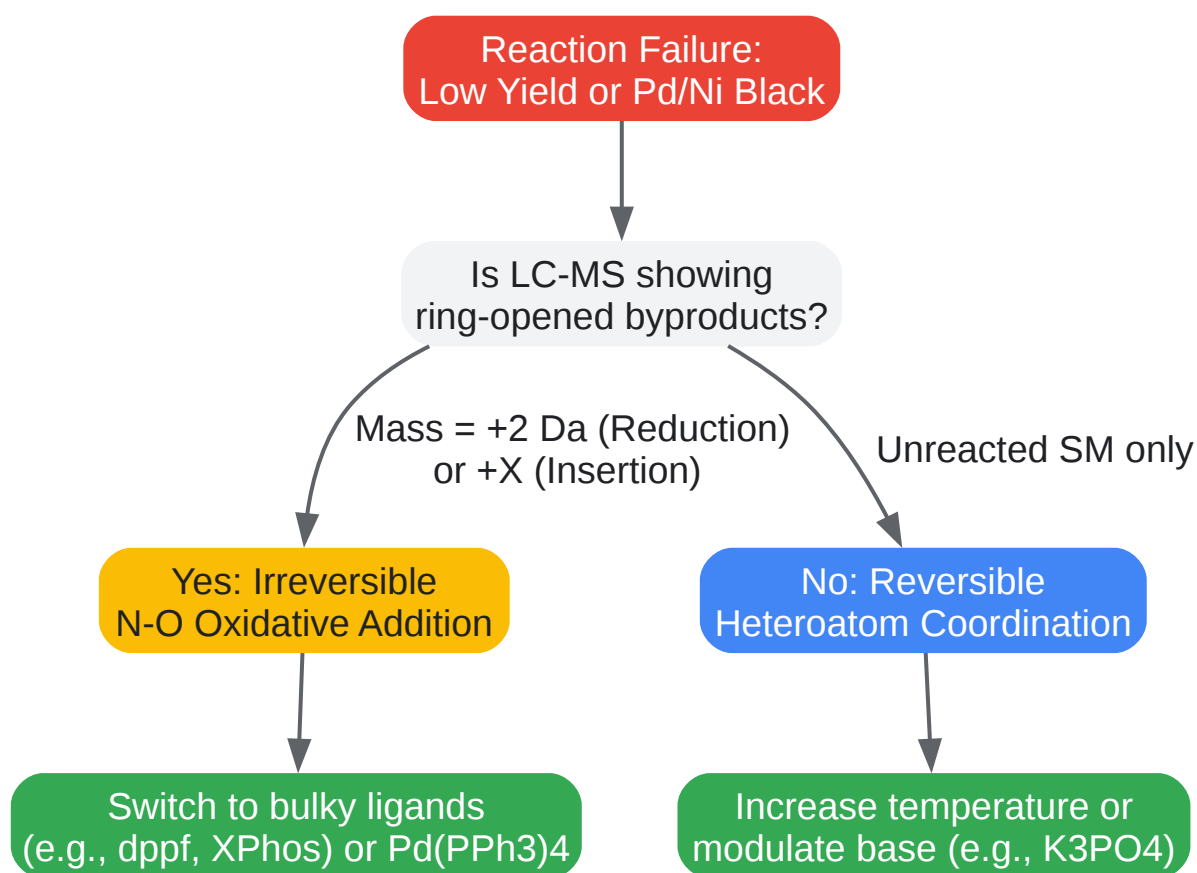 Reaction Failure:
Low Yield or Pd/Ni Black
Is LC-MS showing
ring-opened byproducts?
Mass = +2 Da (Reduction)
or +X (Insertion)
Unreacted SM only
Yes: Irreversible
N-O Oxidative Addition
No: Reversible
Heteroatom Coordination
Switch to bulky ligands
(e.g., dppf, XPhos) or Pd(PPh3)4
Increase temperature or
modulate base (e.g., K3PO4)